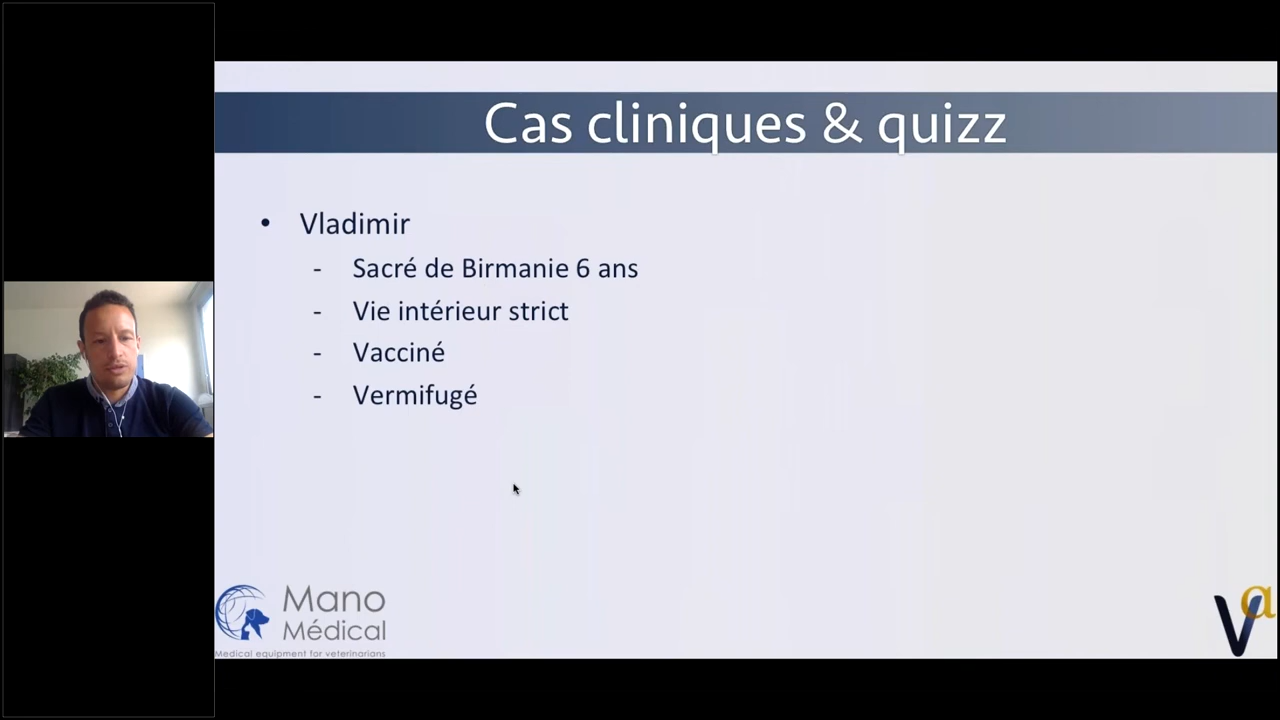 Cas cliniques & quizz
• Vladimir
- Sacré de Birmanie 6 ans
- Vie intérieur strict
- Vacciné
- Vermifugé
Mano
Médical
Medical equipment for veterinarians
V@